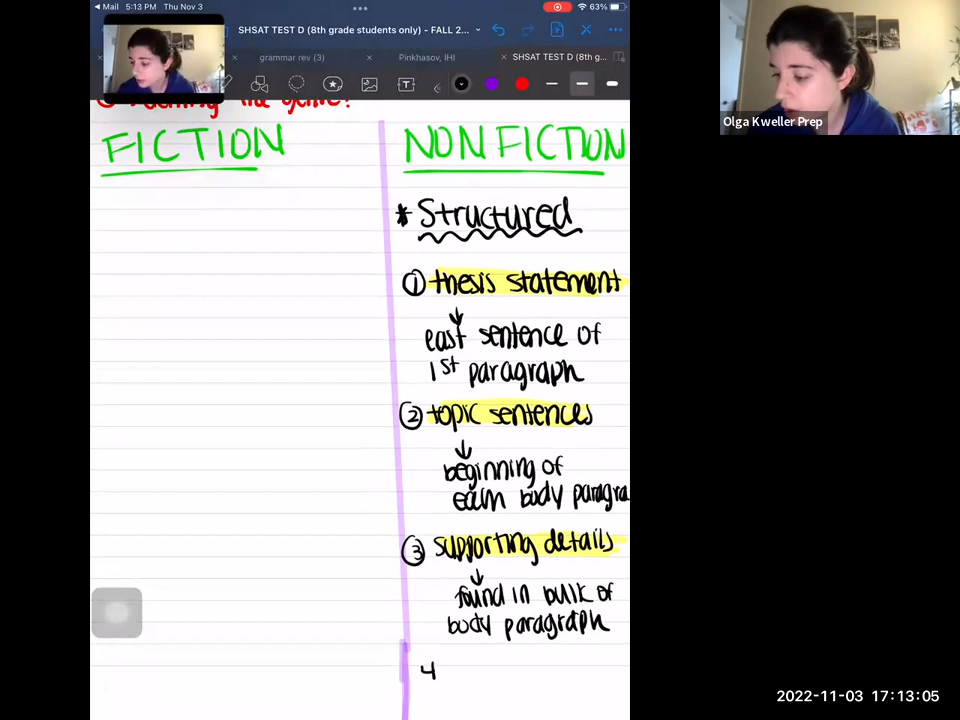 Mail 5:13 PM Thu Nov 3
63%
SHSAT TEST D (8th grade students only) - FALL 2...
grammar rev (3)
Pinkhasov, IHI
SHSAT TEST D (8th g...
Olga Kweller Prep
the
FICTION
NONFICTION
* Structured
① thesis statement
east sentence of
1st paragraph
② topic sentences
beginning of
each body paragra
③ supporting details
found in bulk of
body paragraph
4
2022-11-03 17:13:05